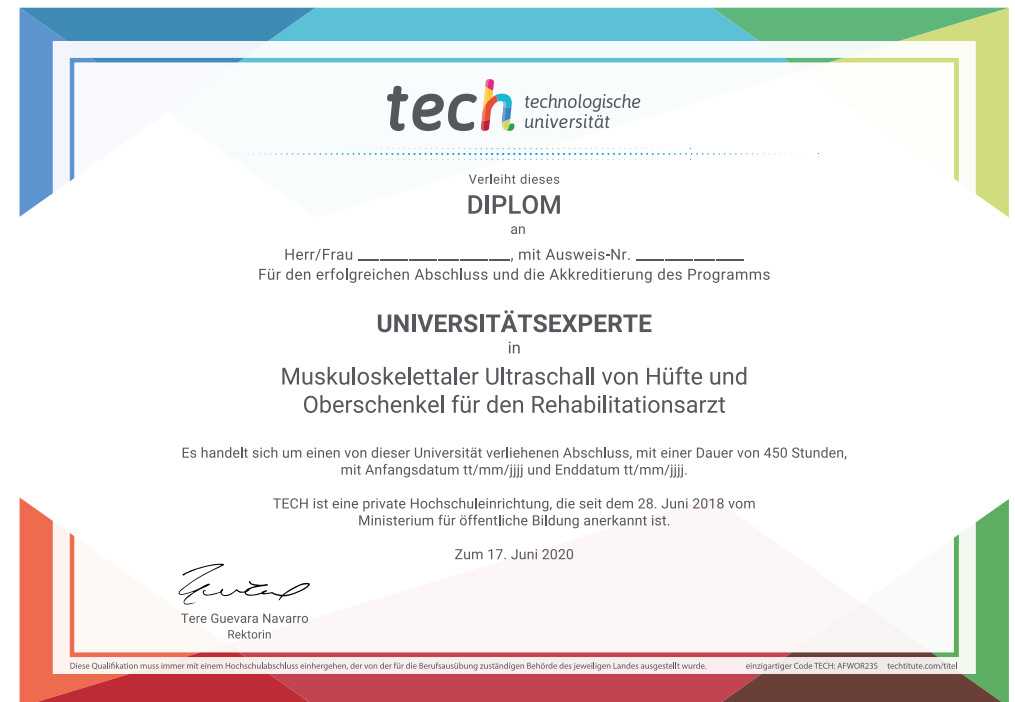 tech technologische
universität
Verleiht dieses
DIPLOM
an
Herr/Frau ____________________, mit Ausweis-Nr. ______________
Für den erfolgreichen Abschluss und die Akkreditierung des Programms
UNIVERSITÄTSEXPERTE
in
Muskuloskelettaler Ultraschall von Hüfte und
Oberschenkel für den Rehabilitationsarzt
Es handelt sich um einen von dieser Universität verliehenen Abschluss, mit einer Dauer von 450 Stunden,
mit Anfangsdatum tt/mm/jjjj und Enddatum tt/mm/jjjj.
TECH ist eine private Hochschuleinrichtung, die seit dem 28. Juni 2018 vom
Ministerium für öffentliche Bildung anerkannt ist.
Zum 17. Juni 2020
Tere Guevara Navarro
Rektorin
Diese Qualifikation muss immer mit einem Hochschulabschluss einhergehen, der von der für die Berufsausübung zuständigen Behörde des jeweiligen Landes ausgestellt wurde. einzigartiger Code TECH: AFWOR23S techtitute.com/titel